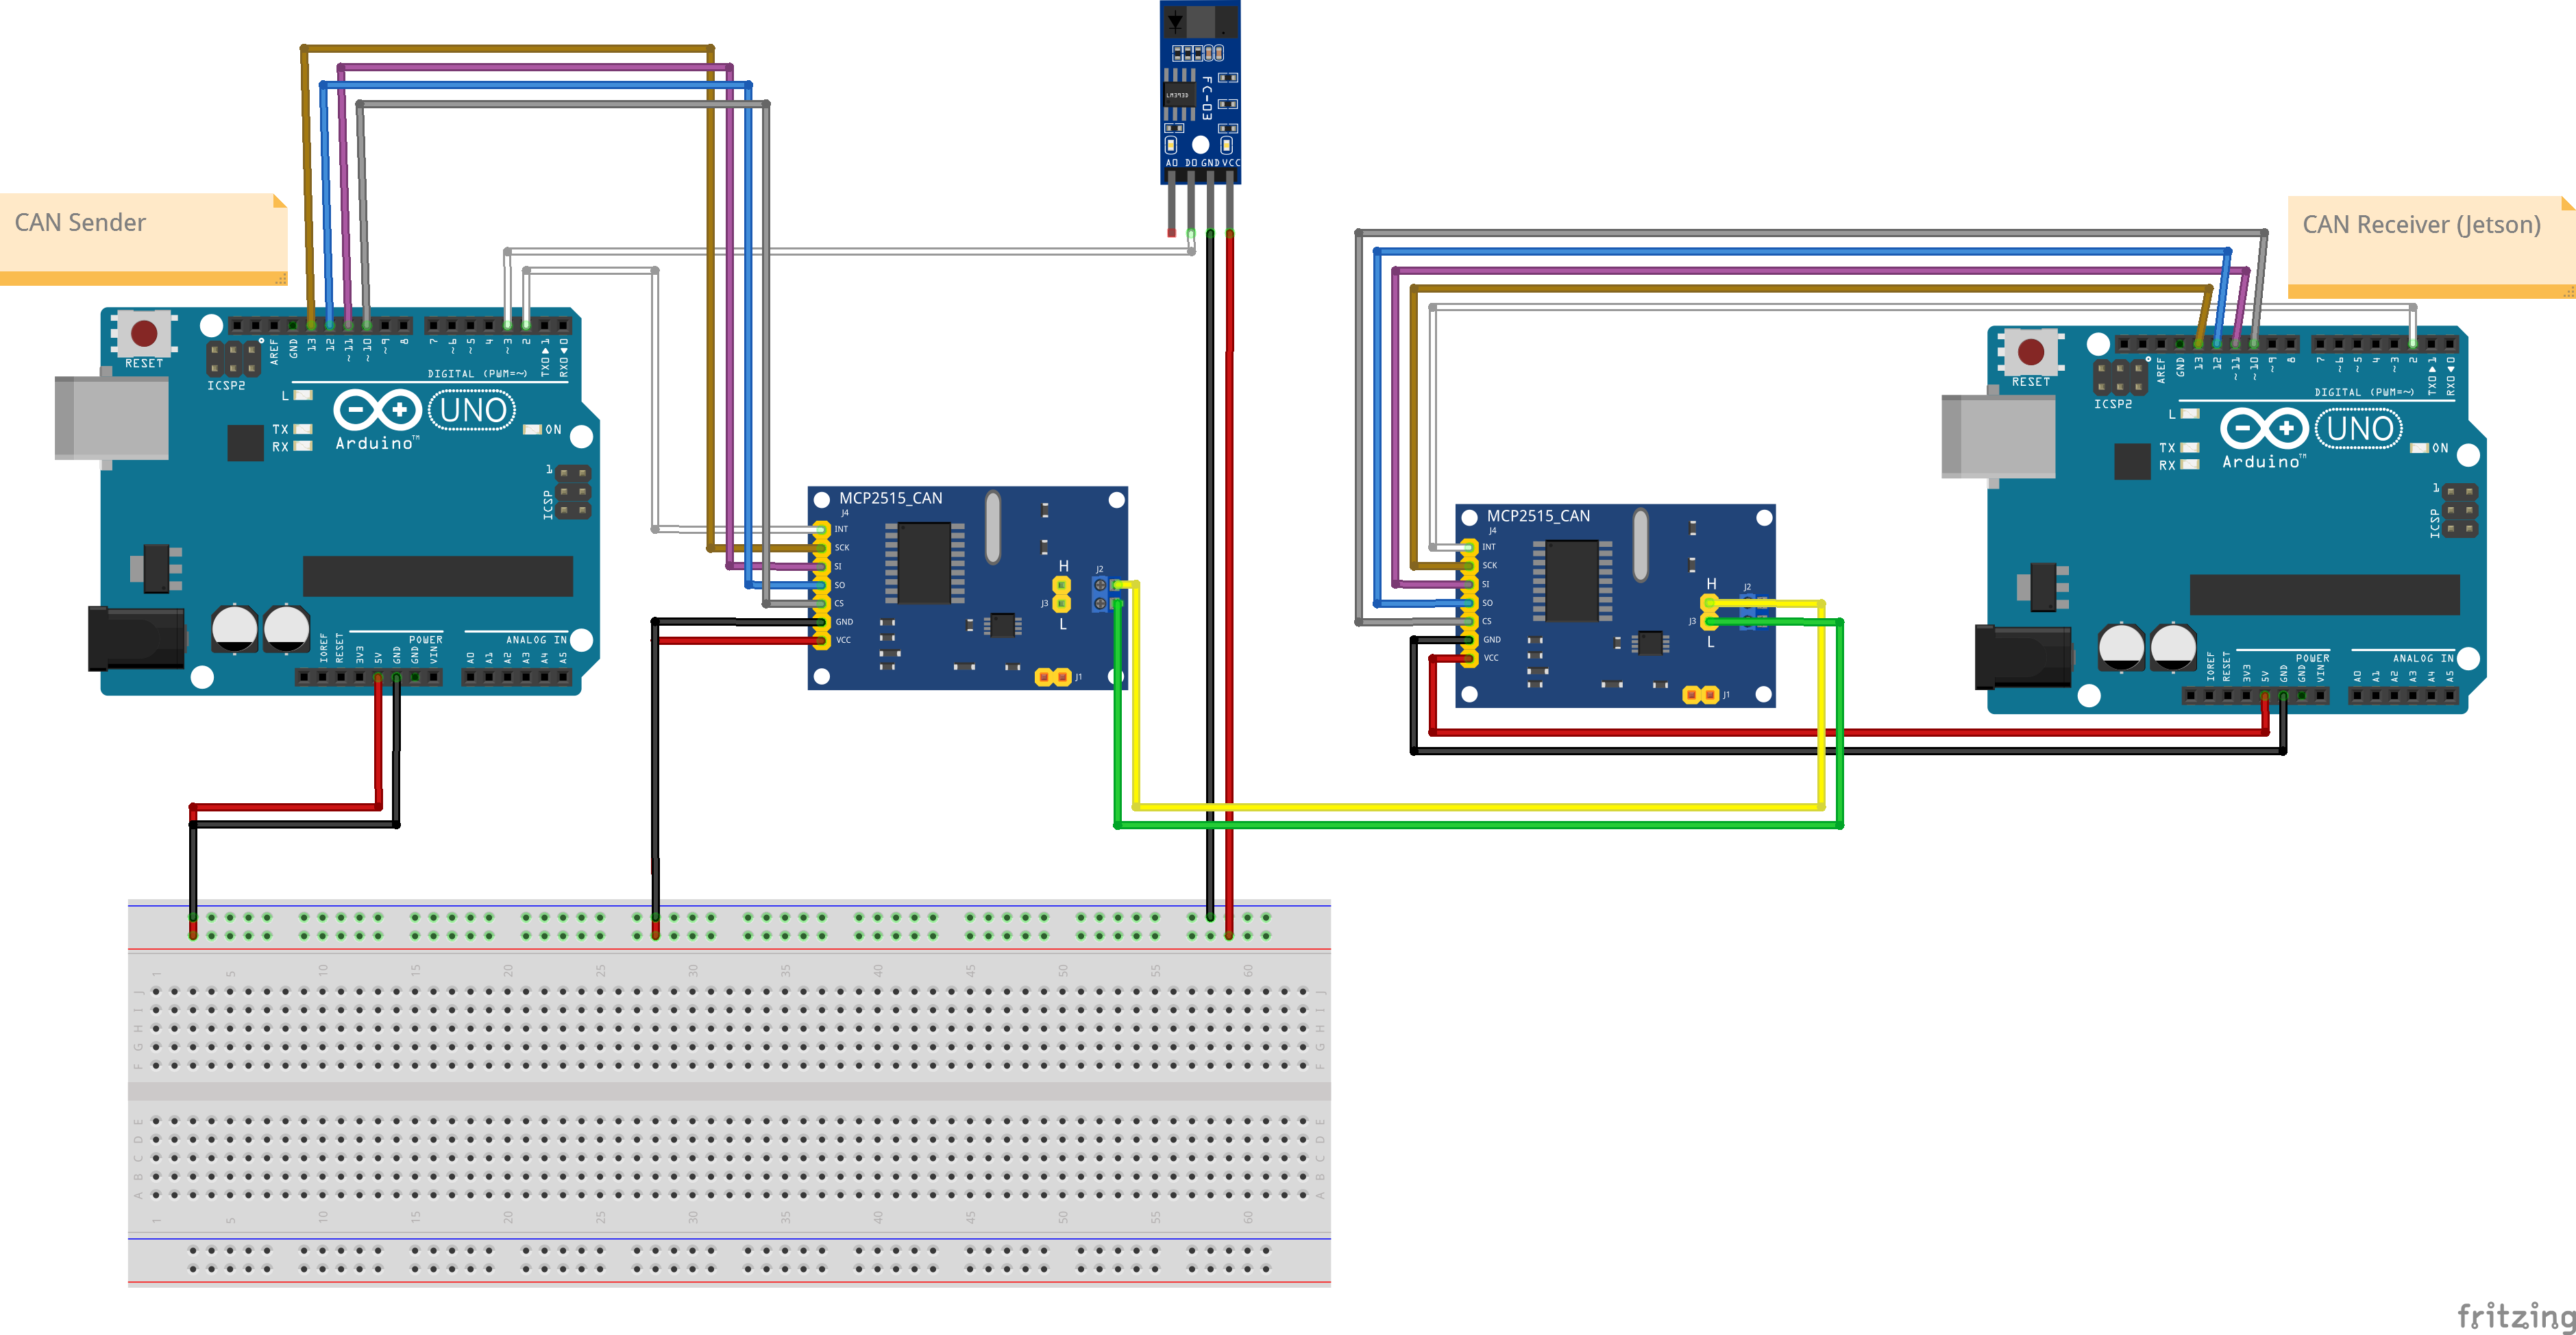 CAN Sender
CAN Receiver (Jetson)
LM393D
FC-03
A0 D0 GND VCC
RESET
ICSP2
AREF
GND
13
12
~11
~10
~9
8
7
~6
~5
4
~3
2
TX0▶1
RX0◀0
DIGITAL (PWM=~)
L
TX
RX
UNO
ON
Arduino™
1
ICSP
IOREF
RESET
3V3
5V
GND
GND
VIN
POWER
ANALOG IN
A0
A1
A2
A3
A4
A5
MCP2515_CAN
J4
INT
SCK
SI
SO
CS
GND
VCC
H
J3
L
J2
J1
MCP2515_CAN
J4
INT
SCK
SI
SO
CS
GND
VCC
H
J3
L
J2
J1
RESET
ICSP2
AREF
GND
13
12
~11
~10
~9
8
7
~6
~5
4
~3
2
TX0▶1
RX0◀0
DIGITAL (PWM=~)
L
TX
RX
UNO
ON
Arduino™
1
ICSP
IOREF
RESET
3V3
5V
GND
GND
VIN
POWER
ANALOG IN
A0
A1
A2
A3
A4
A5
1 5 10 15 20 25 30 35 40 45 50 55 60
J J
I I
H H
G G
F F
E E
D D
C C
B B
A A
1 5 10 15 20 25 30 35 40 45 50 55 60
fritzing